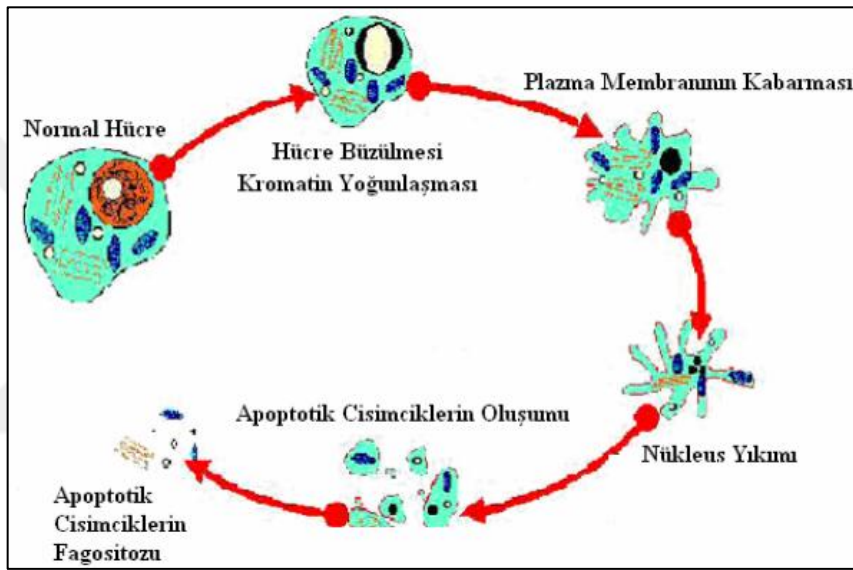 Normal Hücre
Hücre Büzülmesi
Kromatin Yoğunlaşması
Plazma Membranının Kabarması
Nükleus Yıkımı
Apoptotik Cisimciklerin Oluşumu
Apoptotik
Cisimciklerin
Fagositozu